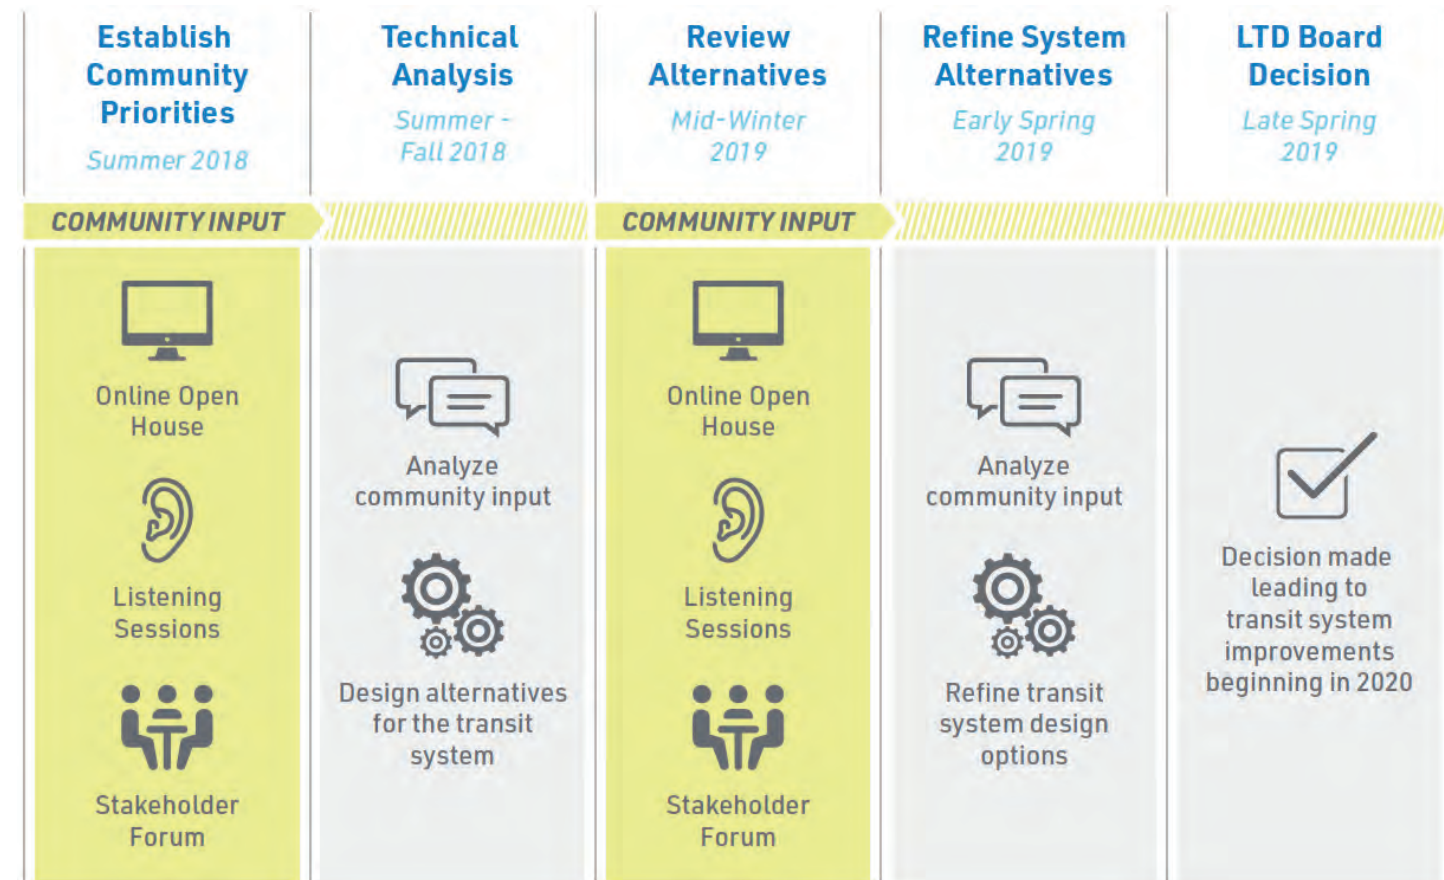 Establish
Community
Priorities
Summer 2018
COMMUNITY INPUT
Online Open
House
Listening
Sessions
Stakeholder
Forum
Technical
Analysis
Summer -
Fall 2018
Analyze
community input
Design alternatives
for the transit
system
Review
Alternatives
Mid-Winter
2019
COMMUNITY INPUT
Online Open
House
Listening
Sessions
Stakeholder
Forum
Refine System
Alternatives
Early Spring
2019
Analyze
community input
Refine transit
system design
options
LTD Board
Decision
Late Spring
2019
Decision made
leading to
transit system
improvements
beginning in 2020